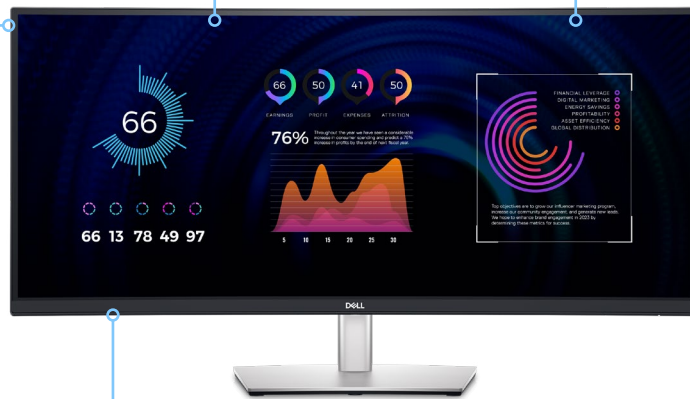 66
66 13 78 49 97
66 50 41 50
EARNINGS PROFIT EXPENSES ATTRITION
76%
Throughout the year we have seen a considerable
increase in consumer spending and predict a 76%
increase in profits by the end of next fiscal year.
5 10 15 20 25 30
FINANCIAL LEVERAGE
DIGITAL MARKETING
ENERGY SAVINGS
PROFITABILITY
ASSET EFFICIENCY
GLOBAL DISTRIBUTION
Top objectives are to grow our influencer marketing program,
increase our community engagement, and generate new leads.
We hope to enhance brand engagement in 2023 by
determining these metrics for success.
DELL